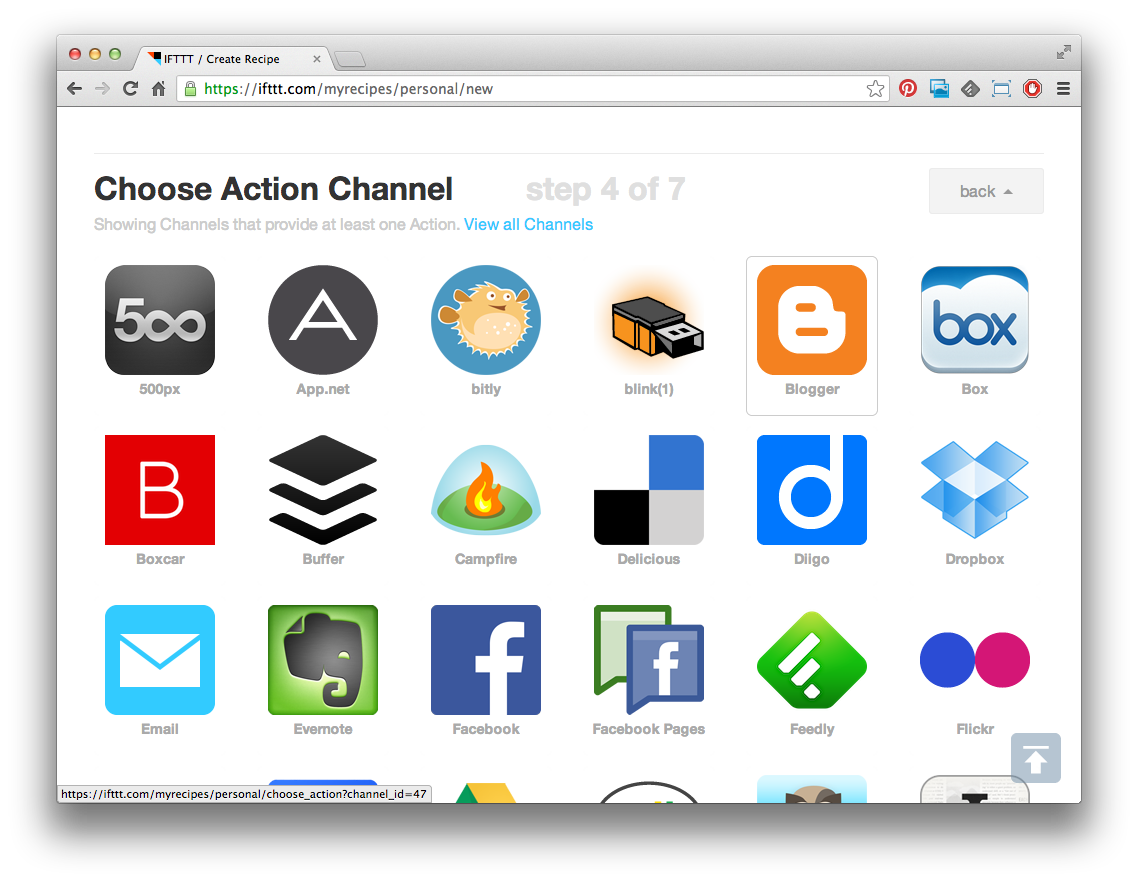 IFTTT / Create Recipe
https://ifttt.com/myrecipes/personal/new
Choose Action Channel step 4 of 7 back
Showing Channels that provide at least one Action. View all Channels
500
box
500px App.net bitly blink(1) Blogger Box
B
Boxcar Buffer Campfire Delicious Diigo Dropbox
Email Evernote Facebook Facebook Pages Feedly Flickr
https://ifttt.com/myrecipes/personal/choose_action?channel_id=47